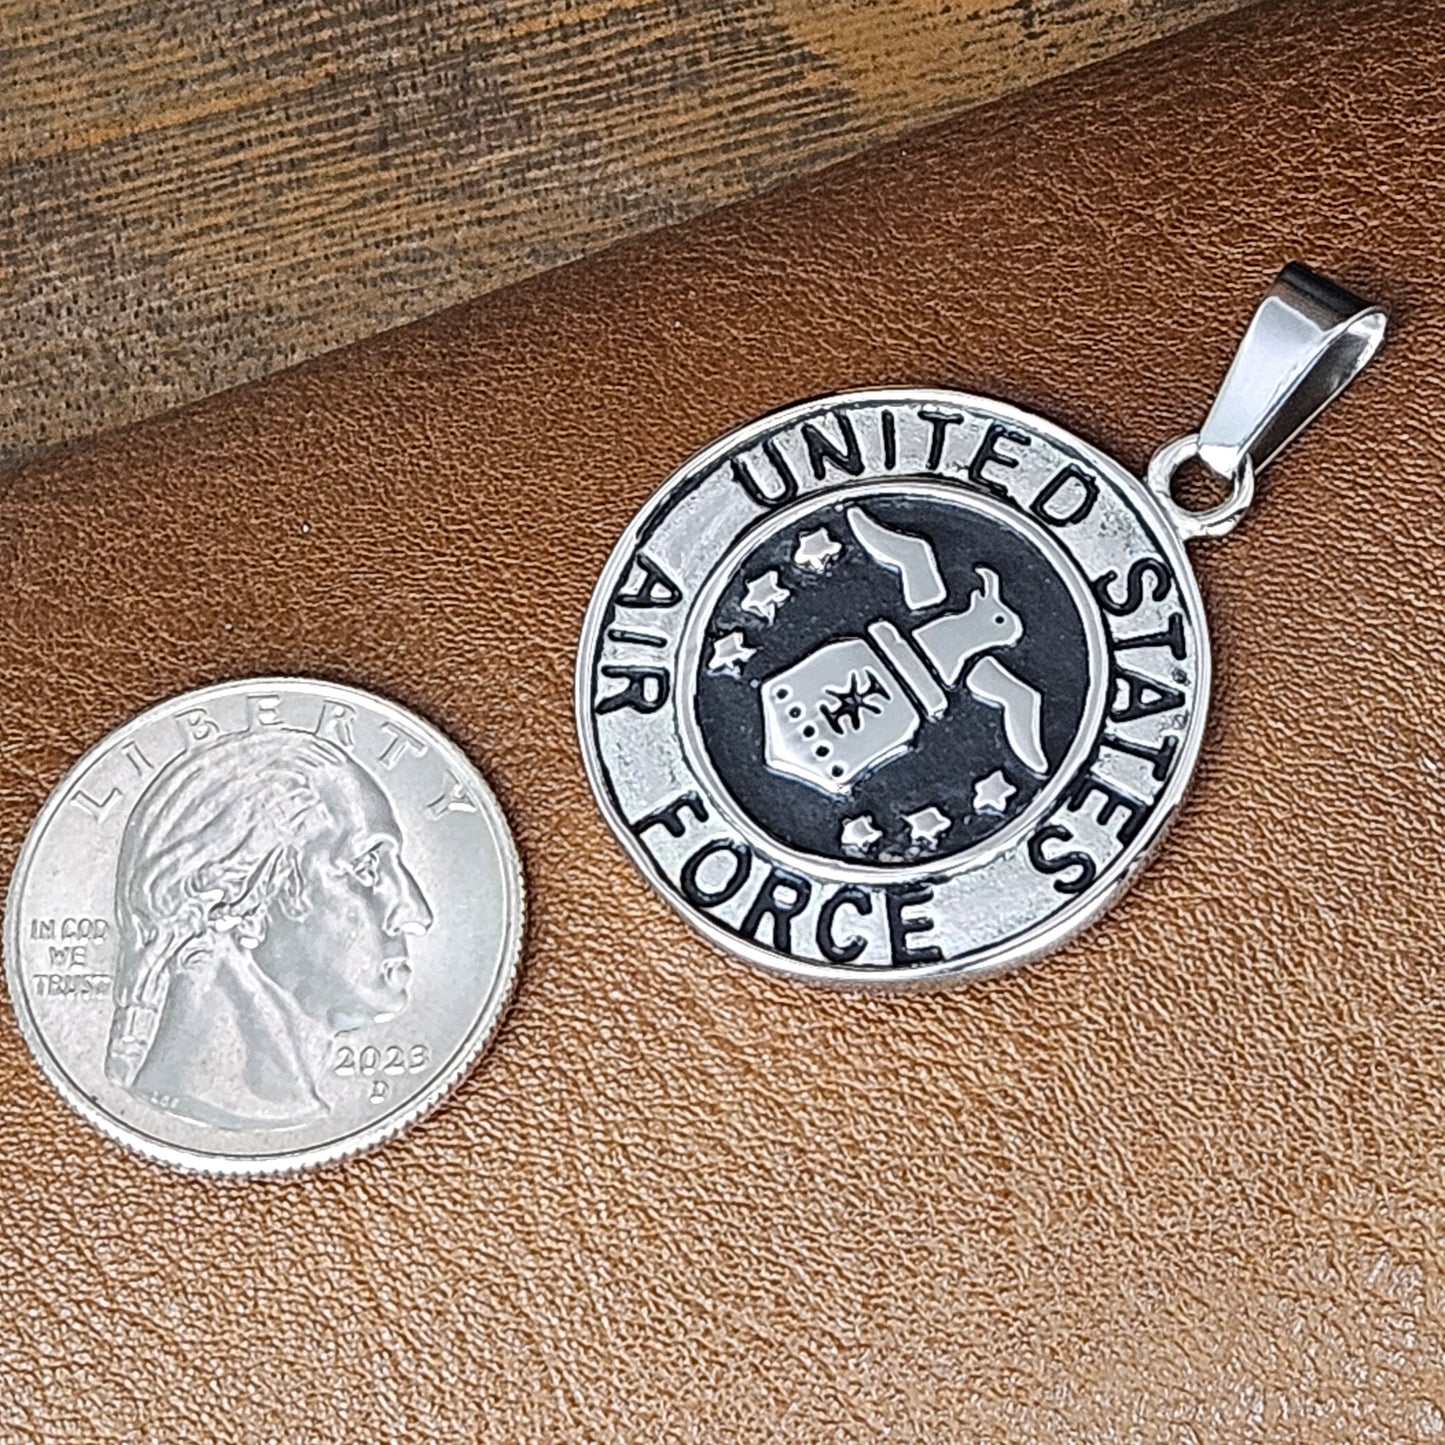 LIBERTY
IN GOD
WE
TRUST
2023
D
UNITED STATES
AIR FORCE